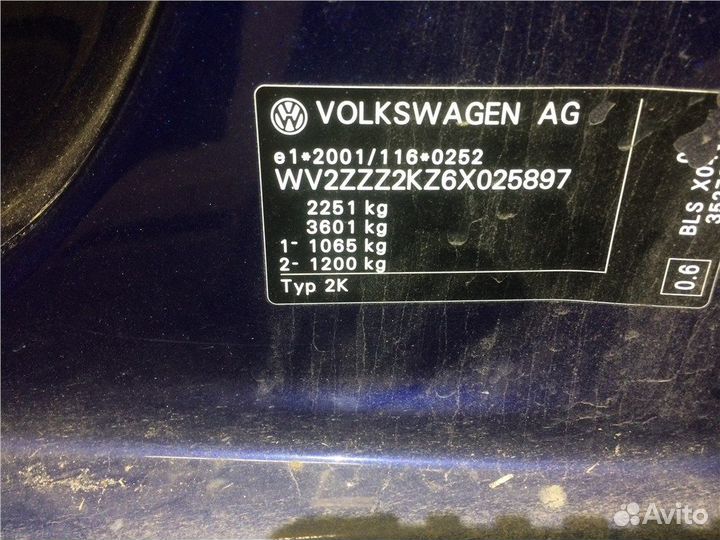 VOLKSWAGEN AG
e1*2001/116*0252
WV2ZZZ2KZ6X025897
2251 kg
3601 kg
1- 1065 kg
2- 1200 kg
Typ 2K
BLS
0.6
Avito